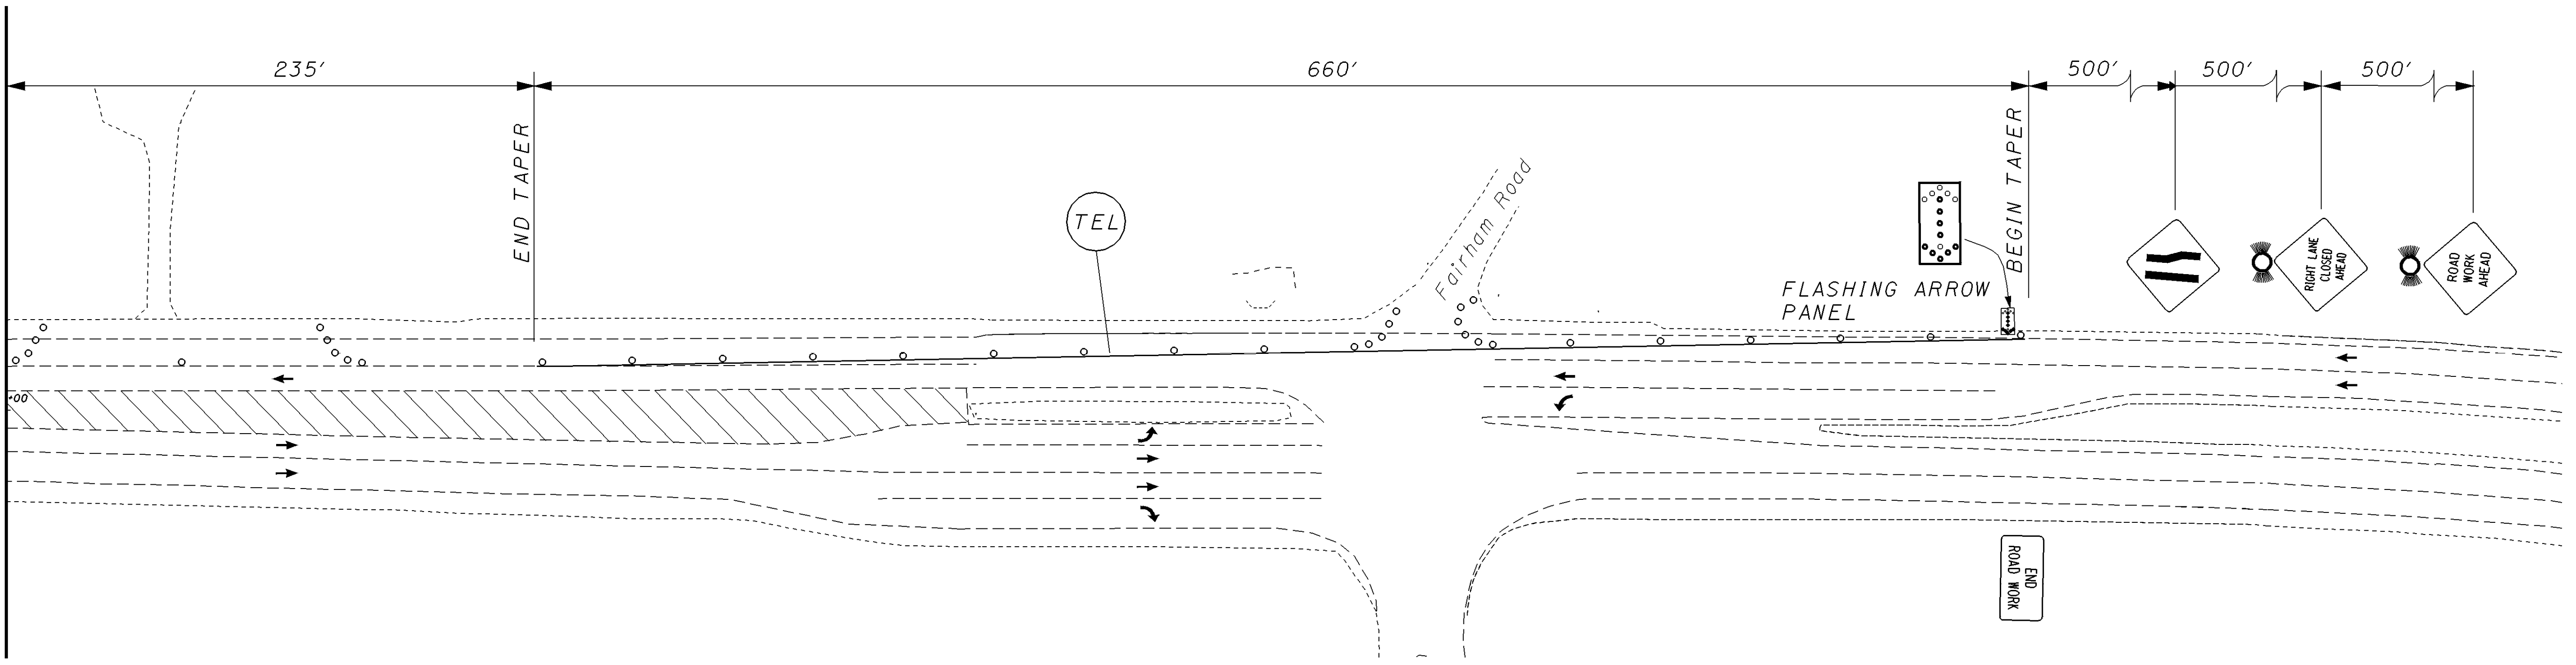 235'
660'
500'
500'
500'
END TAPER
TEL
Fairham Road
BEGIN TAPER
FLASHING ARROW
PANEL
RIGHT LANE
CLOSED
AHEAD
ROAD
WORK
AHEAD
+00
END
ROAD WORK